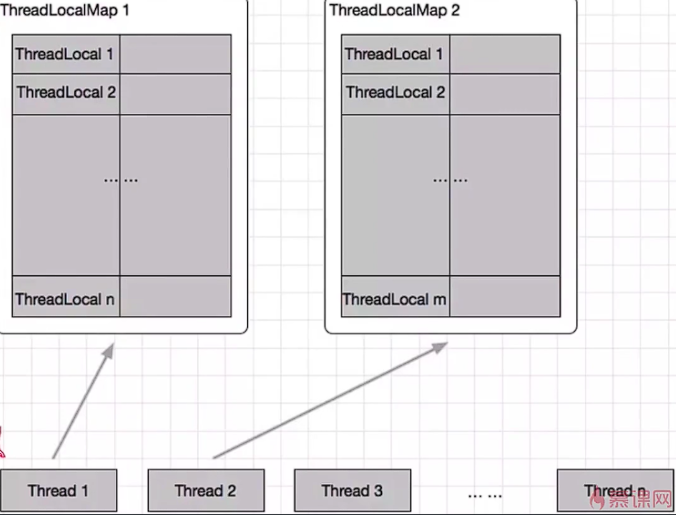 ThreadLocalMap 1
ThreadLocal 1
ThreadLocal 2
... ...
ThreadLocal n
ThreadLocalMap 2
ThreadLocal 1
ThreadLocal 2
... ...
ThreadLocal m
Thread 1
Thread 2
Thread 3
... ...
Thread n
慕课网